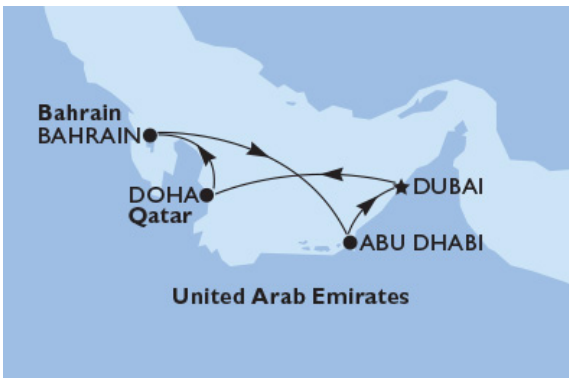 Bahrain
BAHRAIN
DOHA
Qatar
DUBAI
ABU DHABI
United Arab Emirates